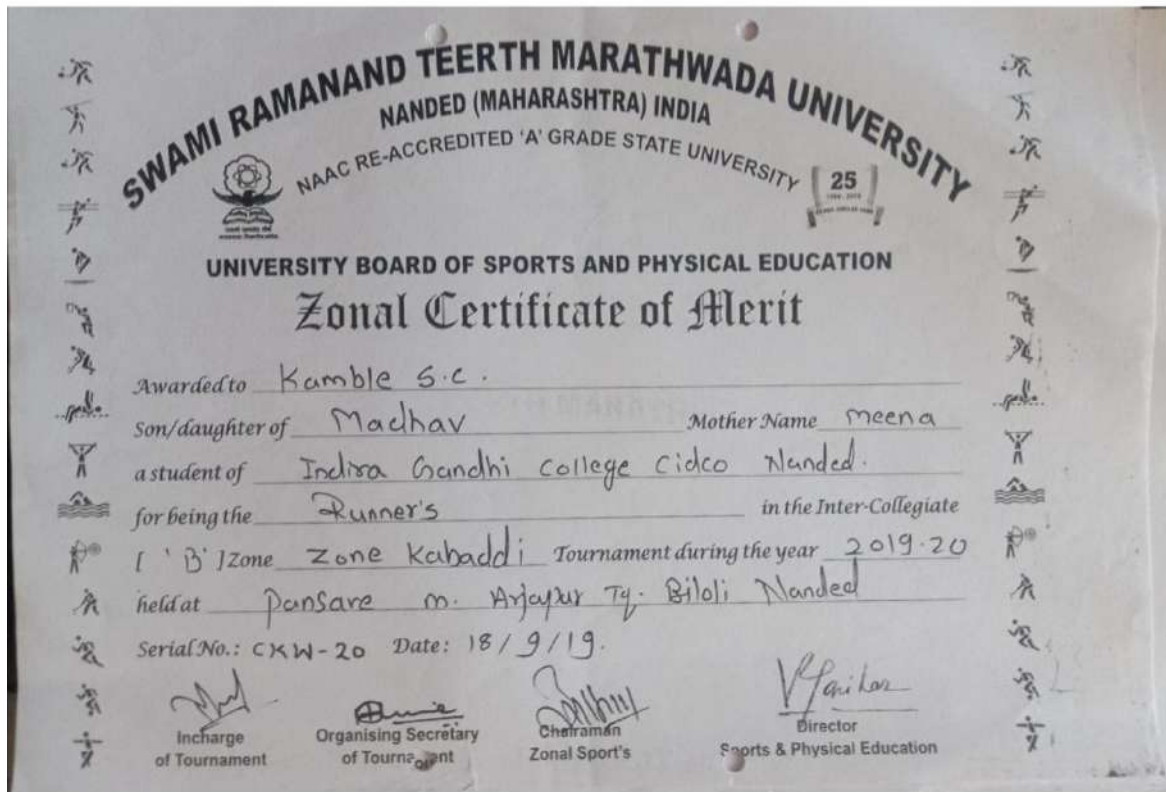 SWAMI RAMANAND TEERTH MARATHWADA UNIVERSITY
NANDED (MAHARASHTRA) INDIA
NAAC RE-ACCREDITED 'A' GRADE STATE UNIVERSITY
25
UNIVERSITY BOARD OF SPORTS AND PHYSICAL EDUCATION
Zonal Certificate of Merit
Awarded to Kamble S.C.
Son/daughter of Madhav Mother Name Meena
a student of Indira Gandhi College Cidco Nanded.
for being the Runner's in the Inter-Collegiate
[ 'B' ] Zone Zone Kabaddi Tournament during the year 2019-20
held at Pansare m. Arjapur Tq. Biloli Nanded
Serial No.: CKW-20 Date: 18/9/19.
Incharge
of Tournament
Organising Secretary
of Tournament
Chairaman
Zonal Sport's
Director
Sports & Physical Education